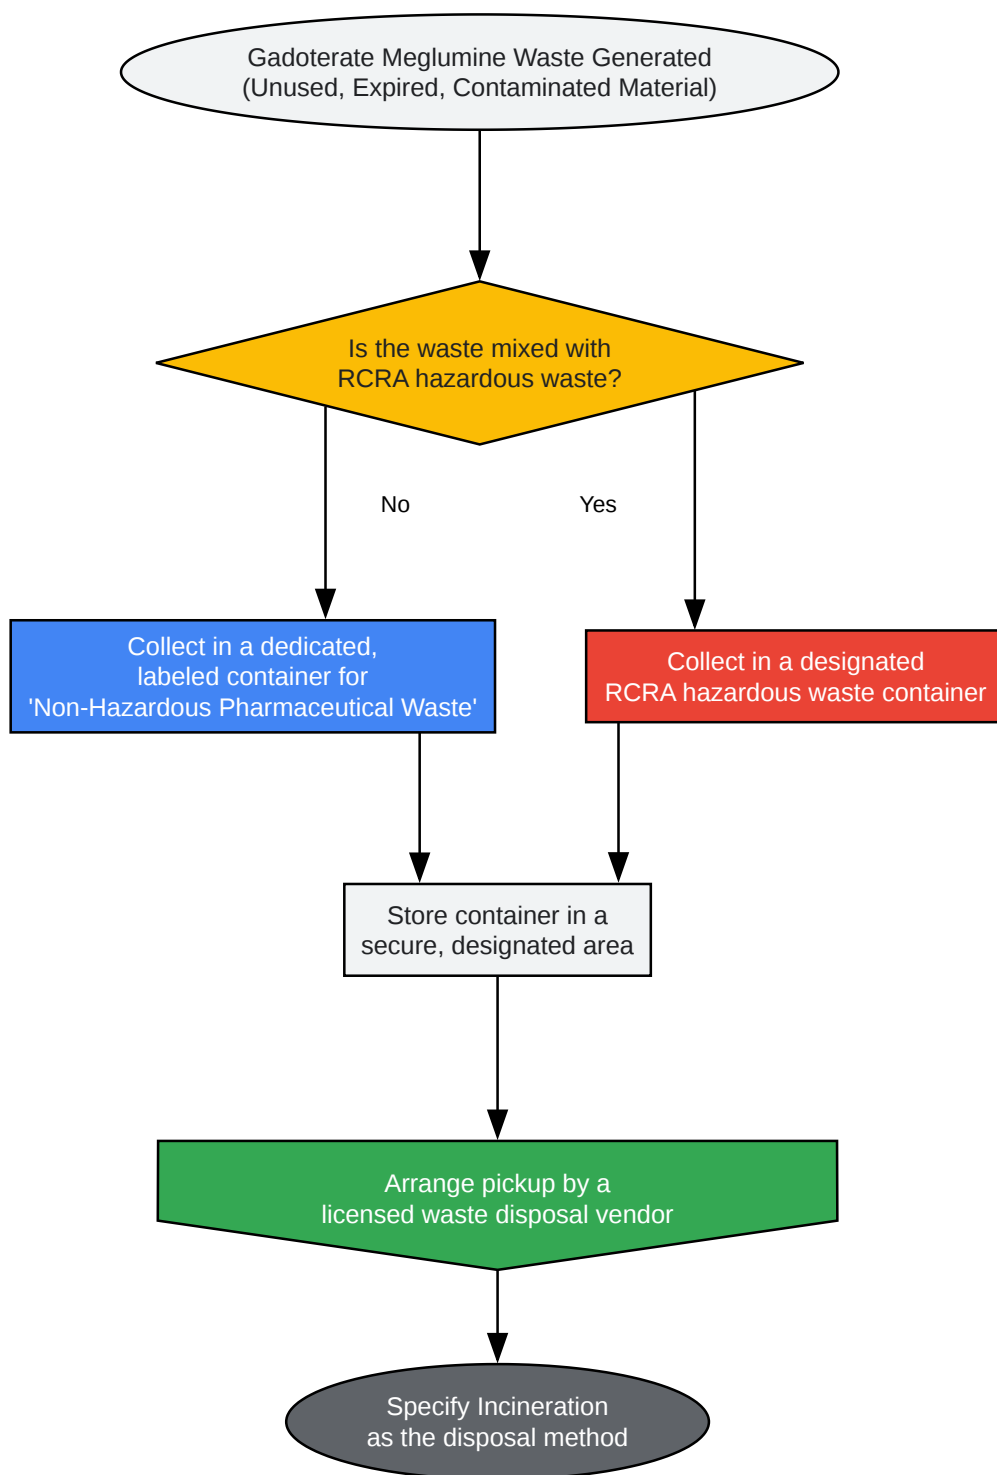 Gadoterate Meglumine Waste Generated
(Unused, Expired, Contaminated Material)
Is the waste mixed with
RCRA hazardous waste?
No
Yes
Collect in a dedicated,
labeled container for
'Non-Hazardous Pharmaceutical Waste'
Collect in a designated
RCRA hazardous waste container
Store container in a
secure, designated area
Arrange pickup by a
licensed waste disposal vendor
Specify Incineration
as the disposal method